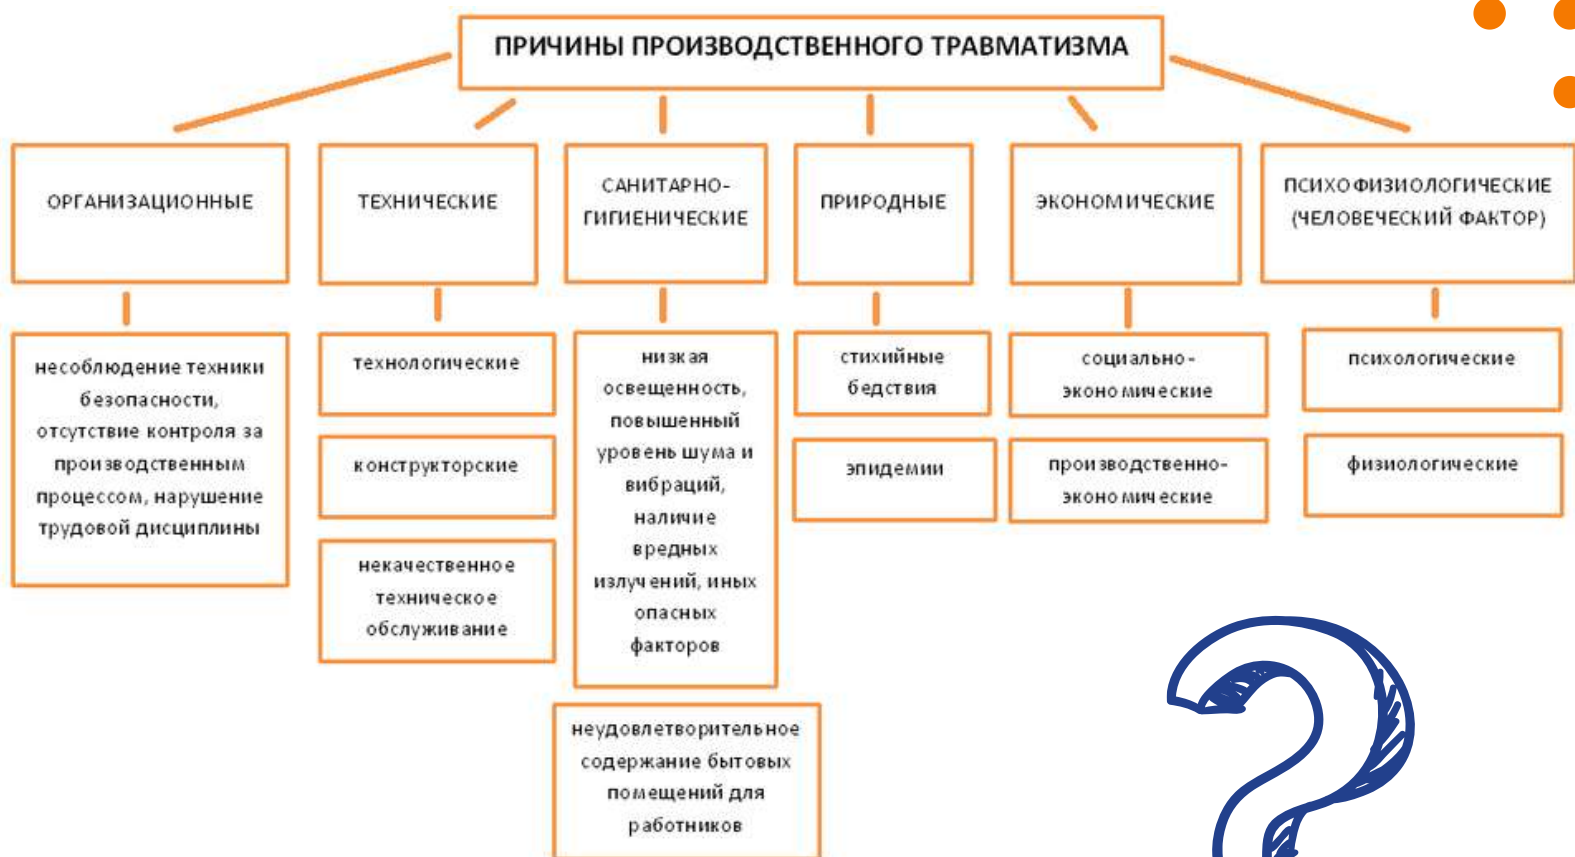 ПРИЧИНЫ ПРОИЗВОДСТВЕННОГО ТРАВМАТИЗМА
ОРГАНИЗАЦИОННЫЕ
ТЕХНИЧЕСКИЕ
САНИТАРНО-
ГИГИЕНИЧЕСКИЕ
ПРИРОДНЫЕ
ЭКОНОМИЧЕСКИЕ
ПСИХОФИЗИОЛОГИЧЕСКИЕ
(ЧЕЛОВЕЧЕСКИЙ ФАКТОР)
несоблюдение техники
безопасности,
отсутствие контроля за
производственным
процессом, нарушение
трудовой дисциплины
технологические
конструкторские
некачественное
техническое
обслуживание
низкая
освещенность,
повышенный
уровень шума и
вибраций,
наличие
вредных
излучений, иных
опасных
факторов
неудовлетворительное
содержание бытовых
помещений для
работников
стихийные
бедствия
эпидемии
социально-
экономические
производственно-
экономические
психологические
физиологические